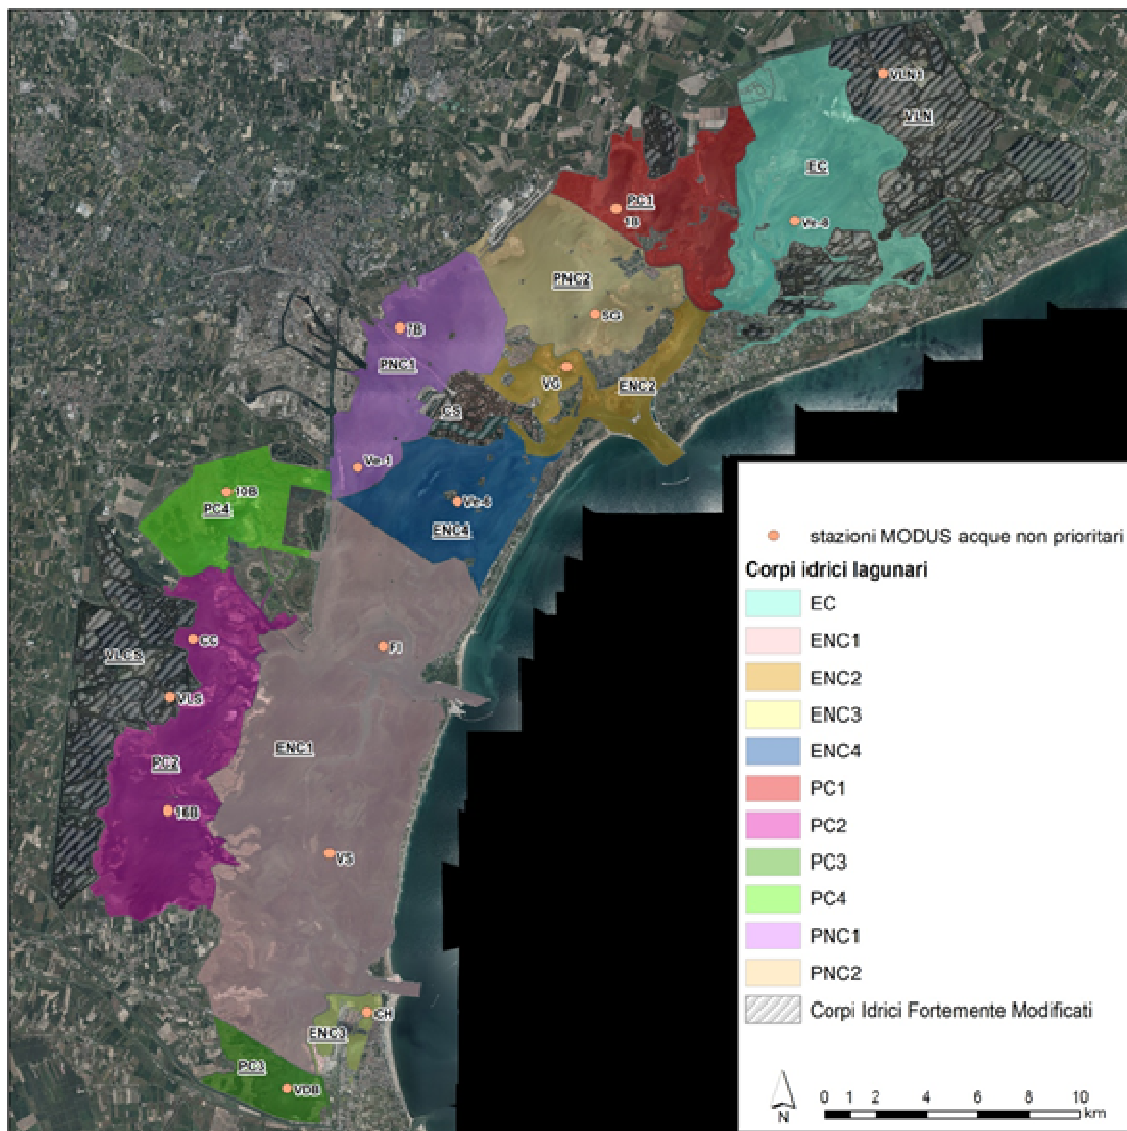 VLN1
VLN
EC
Ve-8
PC1
1B
PNC2
SG
7B
PNC1
VG
ENC2
CS
Ve-1
Ve-6
ENC4
10B
PC4
CC
VLCS
VLS
FI
ENC1
PC2
16B
VS
CH
ENC3
PC3
VDB
stazioni MODUS acque non prioritari
Corpi idrici lagunari
EC
ENC1
ENC2
ENC3
ENC4
PC1
PC2
PC3
PC4
PNC1
PNC2
Corpi Idrici Fortemente Modificati
N
0 1 2 4 6 8 10
km